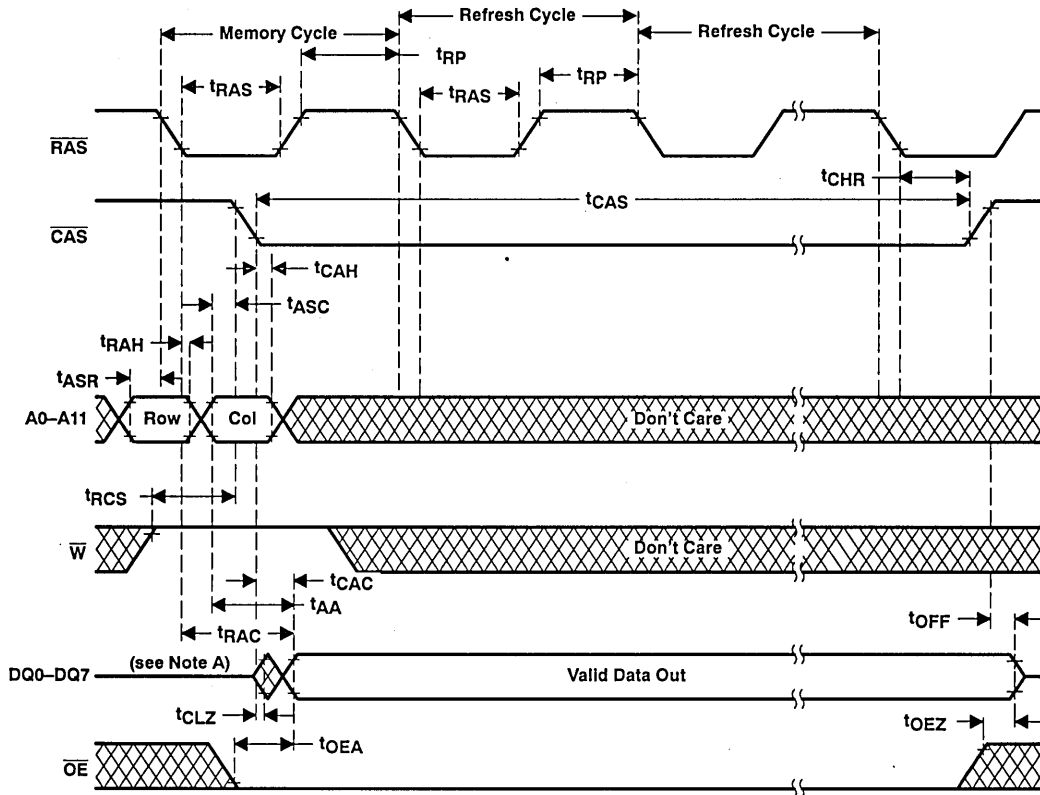 Memory Cycle
Refresh Cycle
Refresh Cycle
tRP
tRAS
tRP
tRAS
RAS
tCHR
tCAS
CAS
tCAH
tASC
tRAH
tASR
A0–A11
Row
Col
Don't Care
tRCS
W
Don't Care
tCAC
tAA
tOFF
tRAC
(see Note A)
DQ0–DQ7
Valid Data Out
tCLZ
tOEZ
tOEA
OE